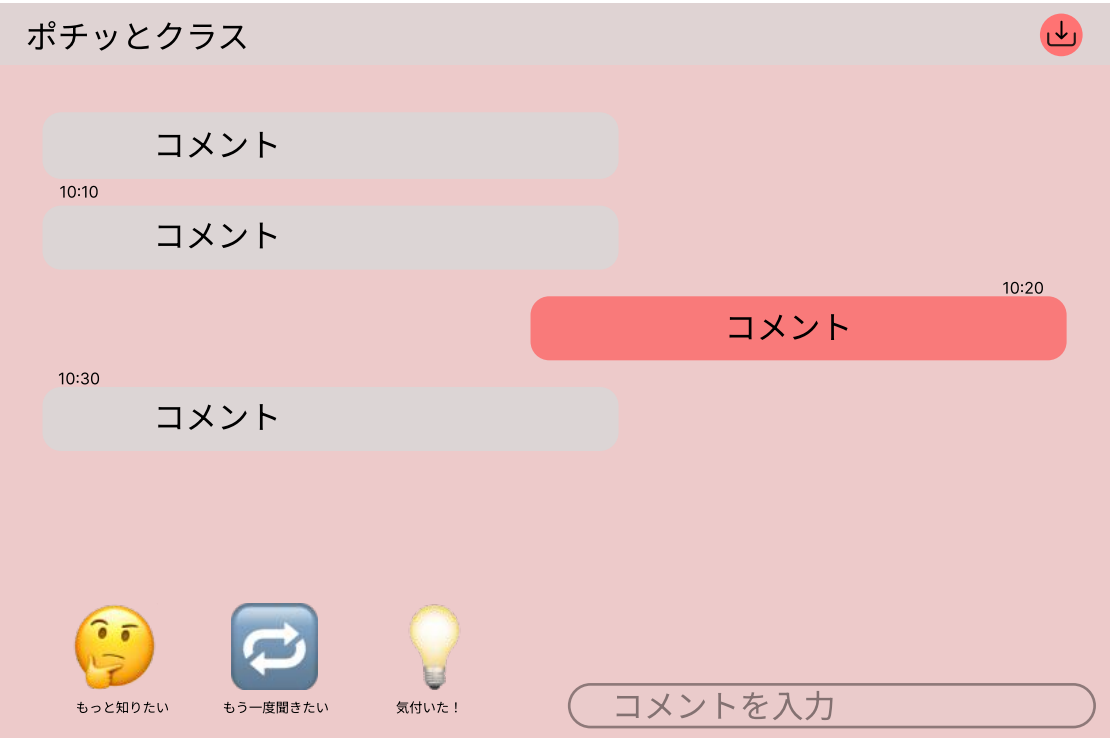 ポチッとクラス
コメント
10:10
コメント
10:20
コメント
10:30
コメント
もっと知りたい
もう一度聞きたい
気付いた！
コメントを入力